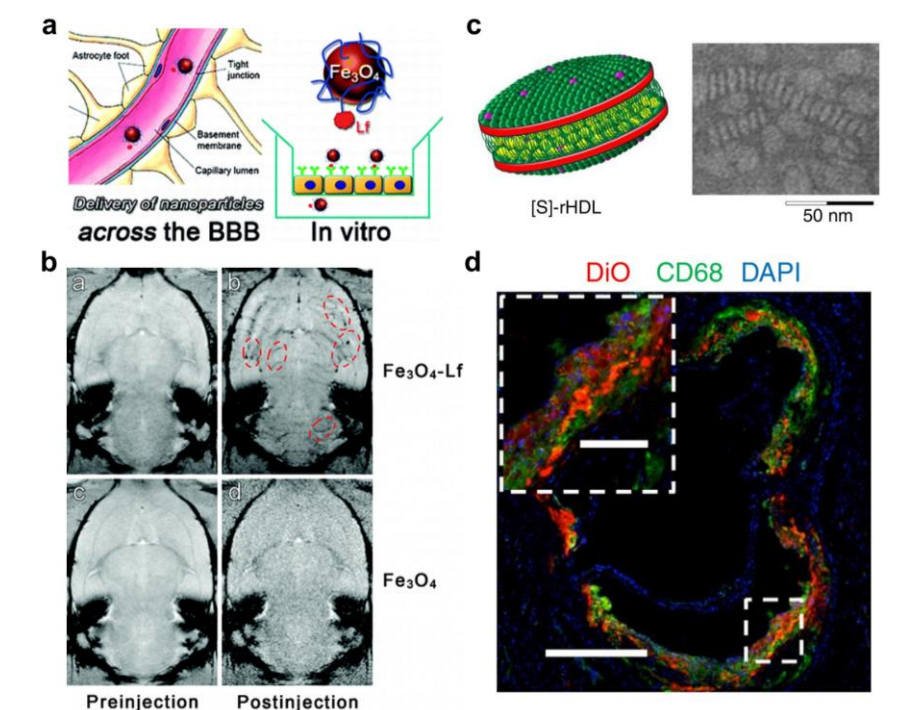 a
Astrocyte foot
Tight
junction
Basement
membrane
Capillary lumen
Delivery of nanoparticles
across the BBB
Fe₃O₄
Lf
In vitro
b
a
b
Fe₃O₄-Lf
c
d
Fe₃O₄
Preinjection
Postinjection
c
[S]-rHDL
50 nm
d
DiO CD68 DAPI